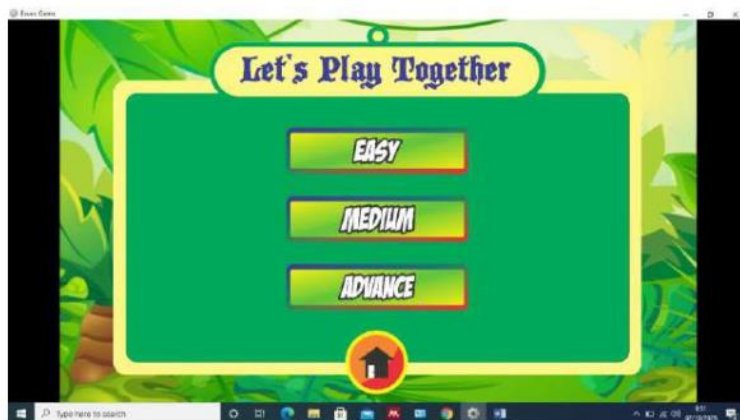 Let's Play Together
EASY
MEDIUM
ADVANCE
Type here to search